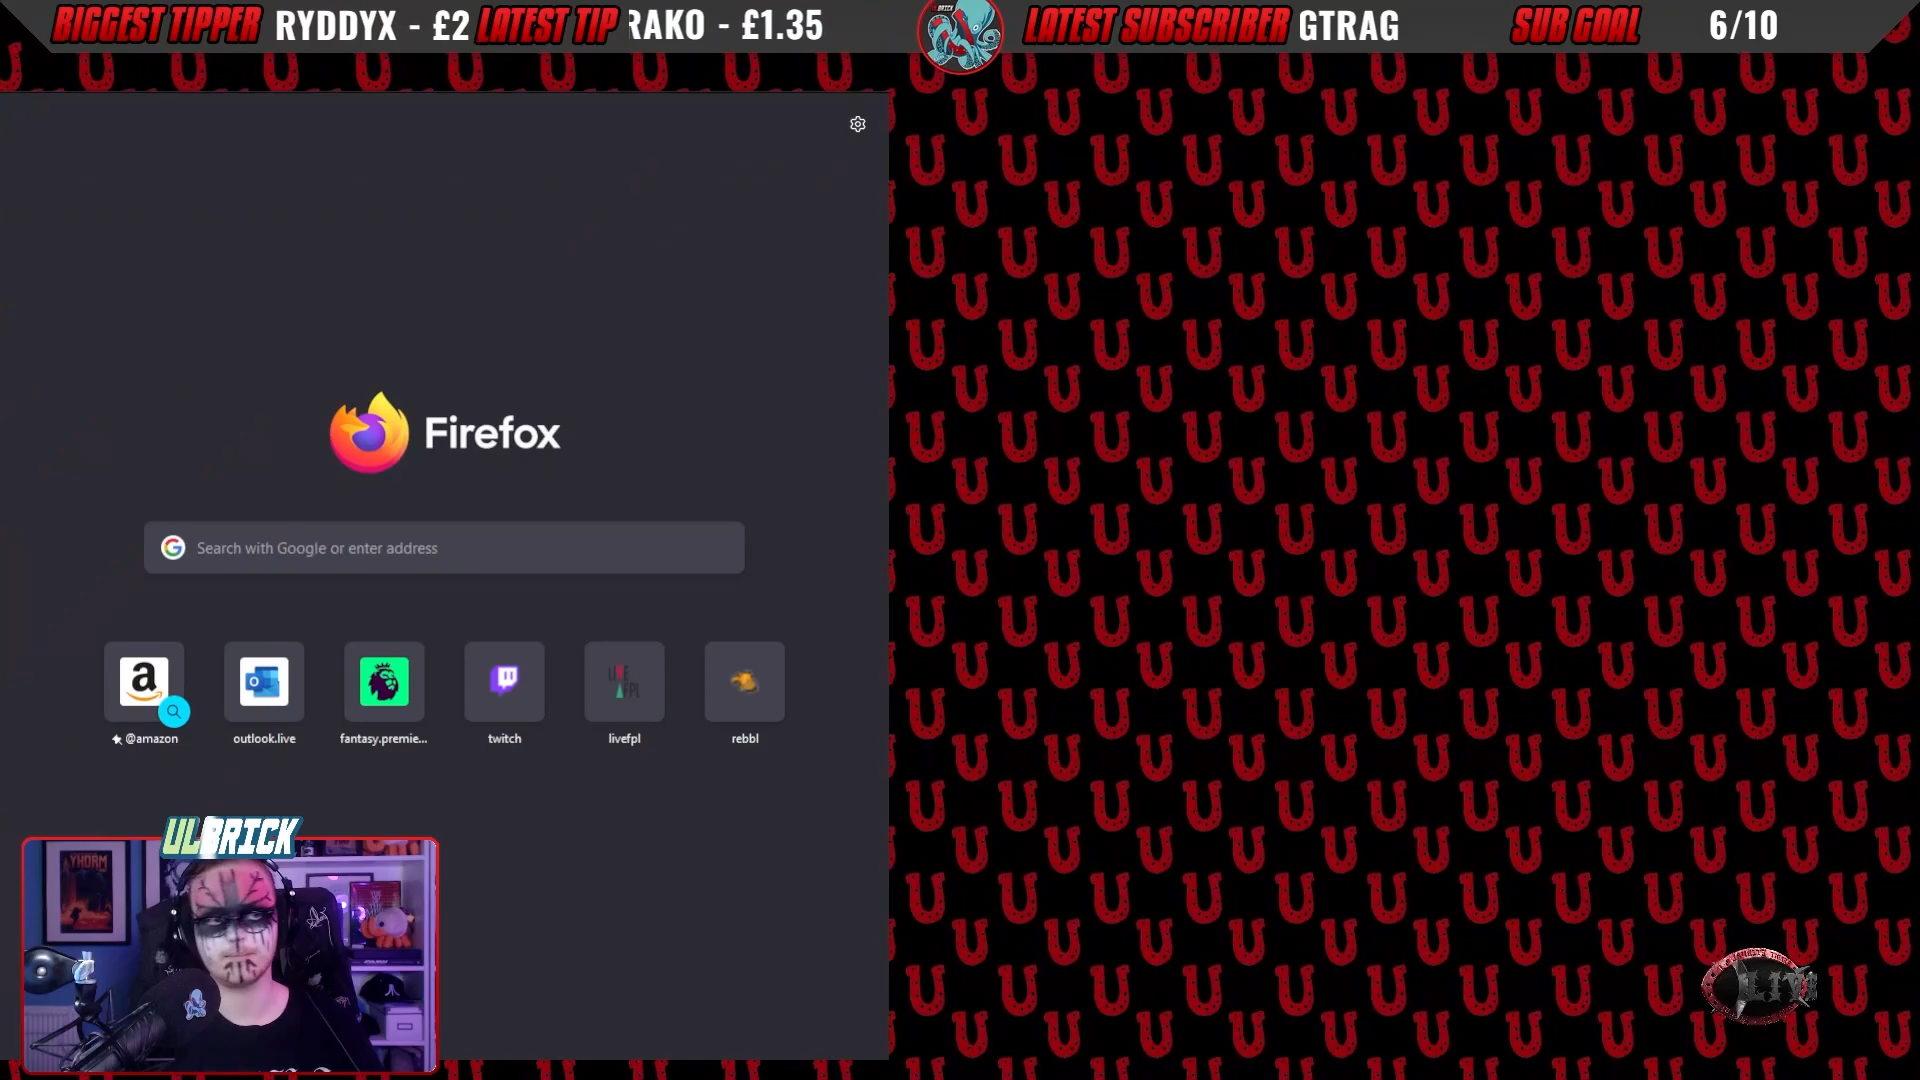 BIGGEST TIPPER RYDDYX - £2 LATEST TIP RAKO - £1.35 LATEST SUBSCRIBER GTRAG SUB GOAL 6/10
Firefox
Search with Google or enter address
@amazon outlook.live fantasy.premie... twitch livefpl rebbl
ULBRICK
YHORM
LIVE